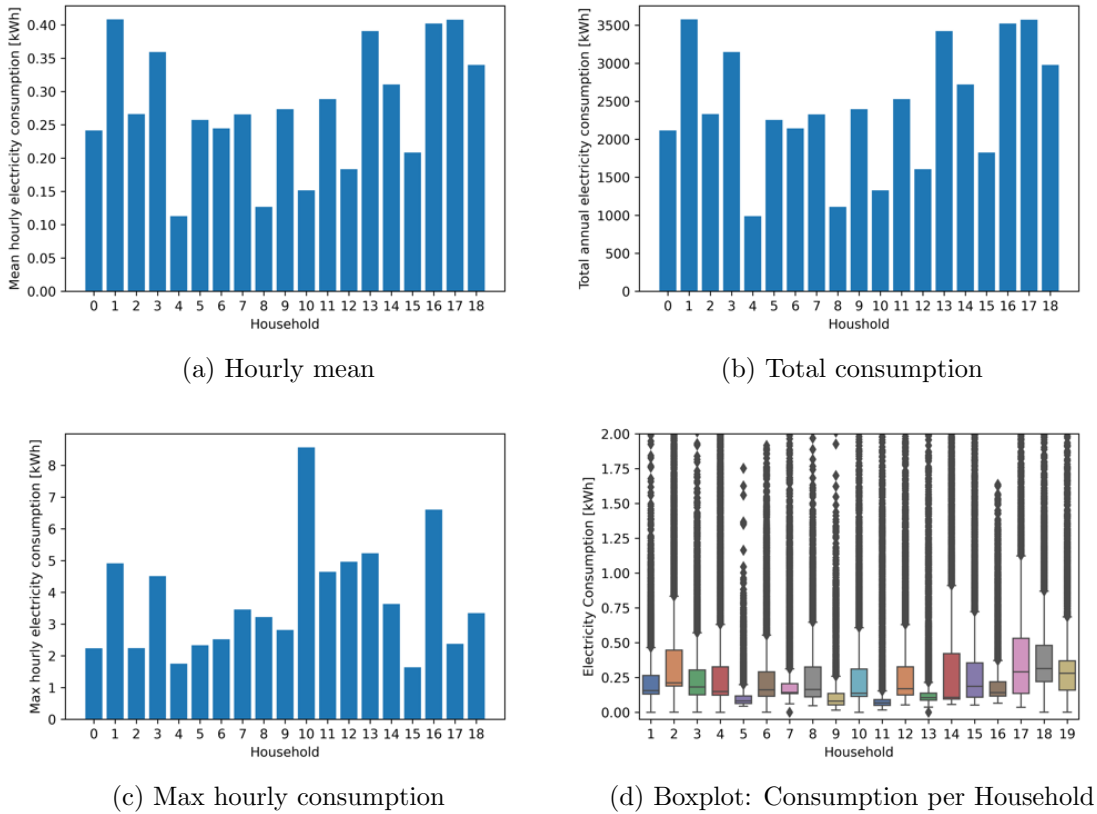 Mean hourly electricity consumption [kWh]
0.40
0.35
0.30
0.25
0.20
0.15
0.10
0.05
0.00
0 1 2 3 4 5 6 7 8 9 10 11 12 13 14 15 16 17 18
Household
(a) Hourly mean
Total annual electricity consumption [kWh]
3500
3000
2500
2000
1500
1000
500
0
0 1 2 3 4 5 6 7 8 9 10 11 12 13 14 15 16 17 18
Houshold
(b) Total consumption
Max hourly electricity consumption [kWh]
8
7
6
5
4
3
2
1
0
0 1 2 3 4 5 6 7 8 9 10 11 12 13 14 15 16 17 18
Household
(c) Max hourly consumption
Electricity Consumption [kWh]
2.00
1.75
1.50
1.25
1.00
0.75
0.50
0.25
0.00
1 2 3 4 5 6 7 8 9 10 11 12 13 14 15 16 17 18 19
Household
(d) Boxplot: Consumption per Household